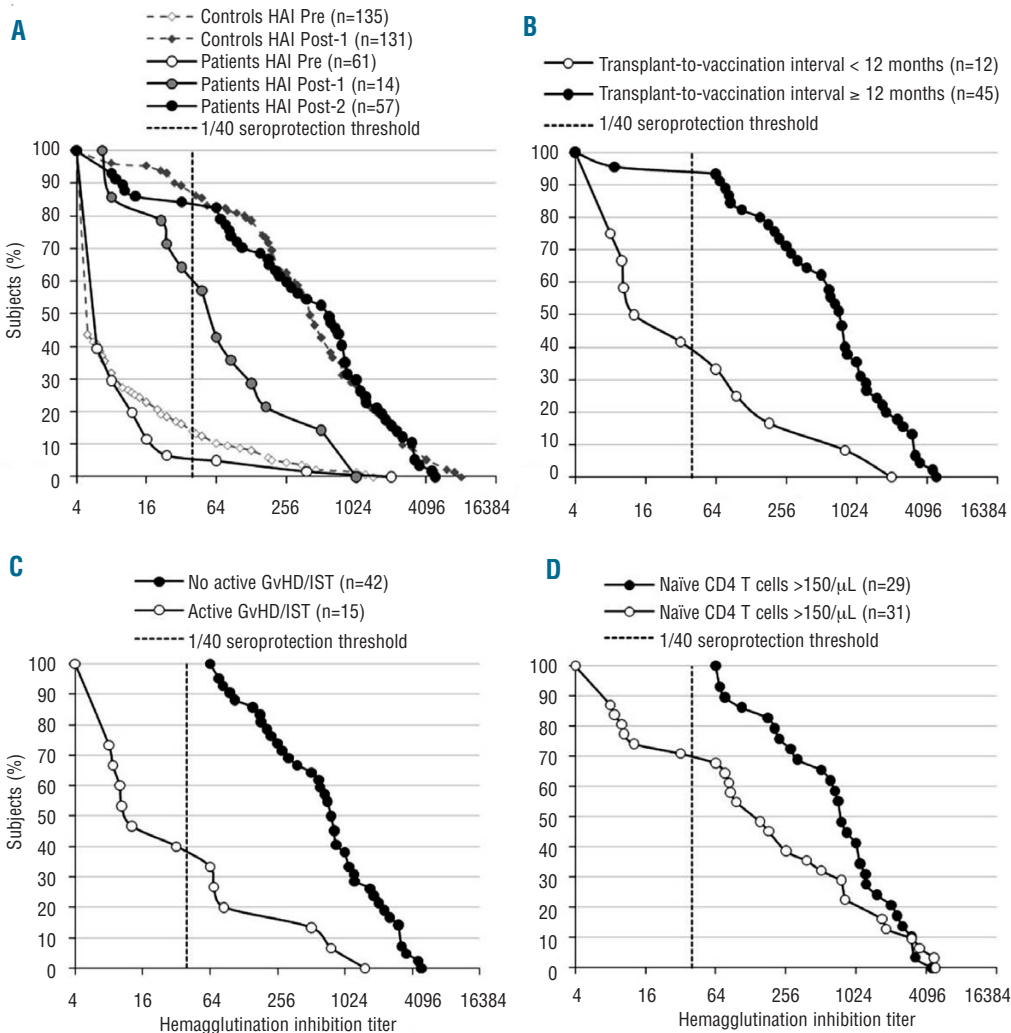 A
Controls HAI Pre (n=135)
Controls HAI Post-1 (n=131)
Patients HAI Pre (n=61)
Patients HAI Post-1 (n=14)
Patients HAI Post-2 (n=57)
1/40 seroprotection threshold
100
90
80
70
60
50
40
30
20
10
0
Subjects (%)
4 16 64 256 1024 4096 16384
B
Transplant-to-vaccination interval < 12 months (n=12)
Transplant-to-vaccination interval ≥ 12 months (n=45)
1/40 seroprotection threshold
100
90
80
70
60
50
40
30
20
10
0
4 16 64 256 1024 4096 16384
C
No active GvHD/IST (n=42)
Active GvHD/IST (n=15)
1/40 seroprotection threshold
100
90
80
70
60
50
40
30
20
10
0
Subjects (%)
4 16 64 256 1024 4096 16384
Hemagglutination inhibition titer
D
Naïve CD4 T cells >150/µL (n=29)
Naïve CD4 T cells >150/µL (n=31)
1/40 seroprotection threshold
100
90
80
70
60
50
40
30
20
10
0
4 16 64 256 1024 4096 16384
Hemagglutination inhibition titer